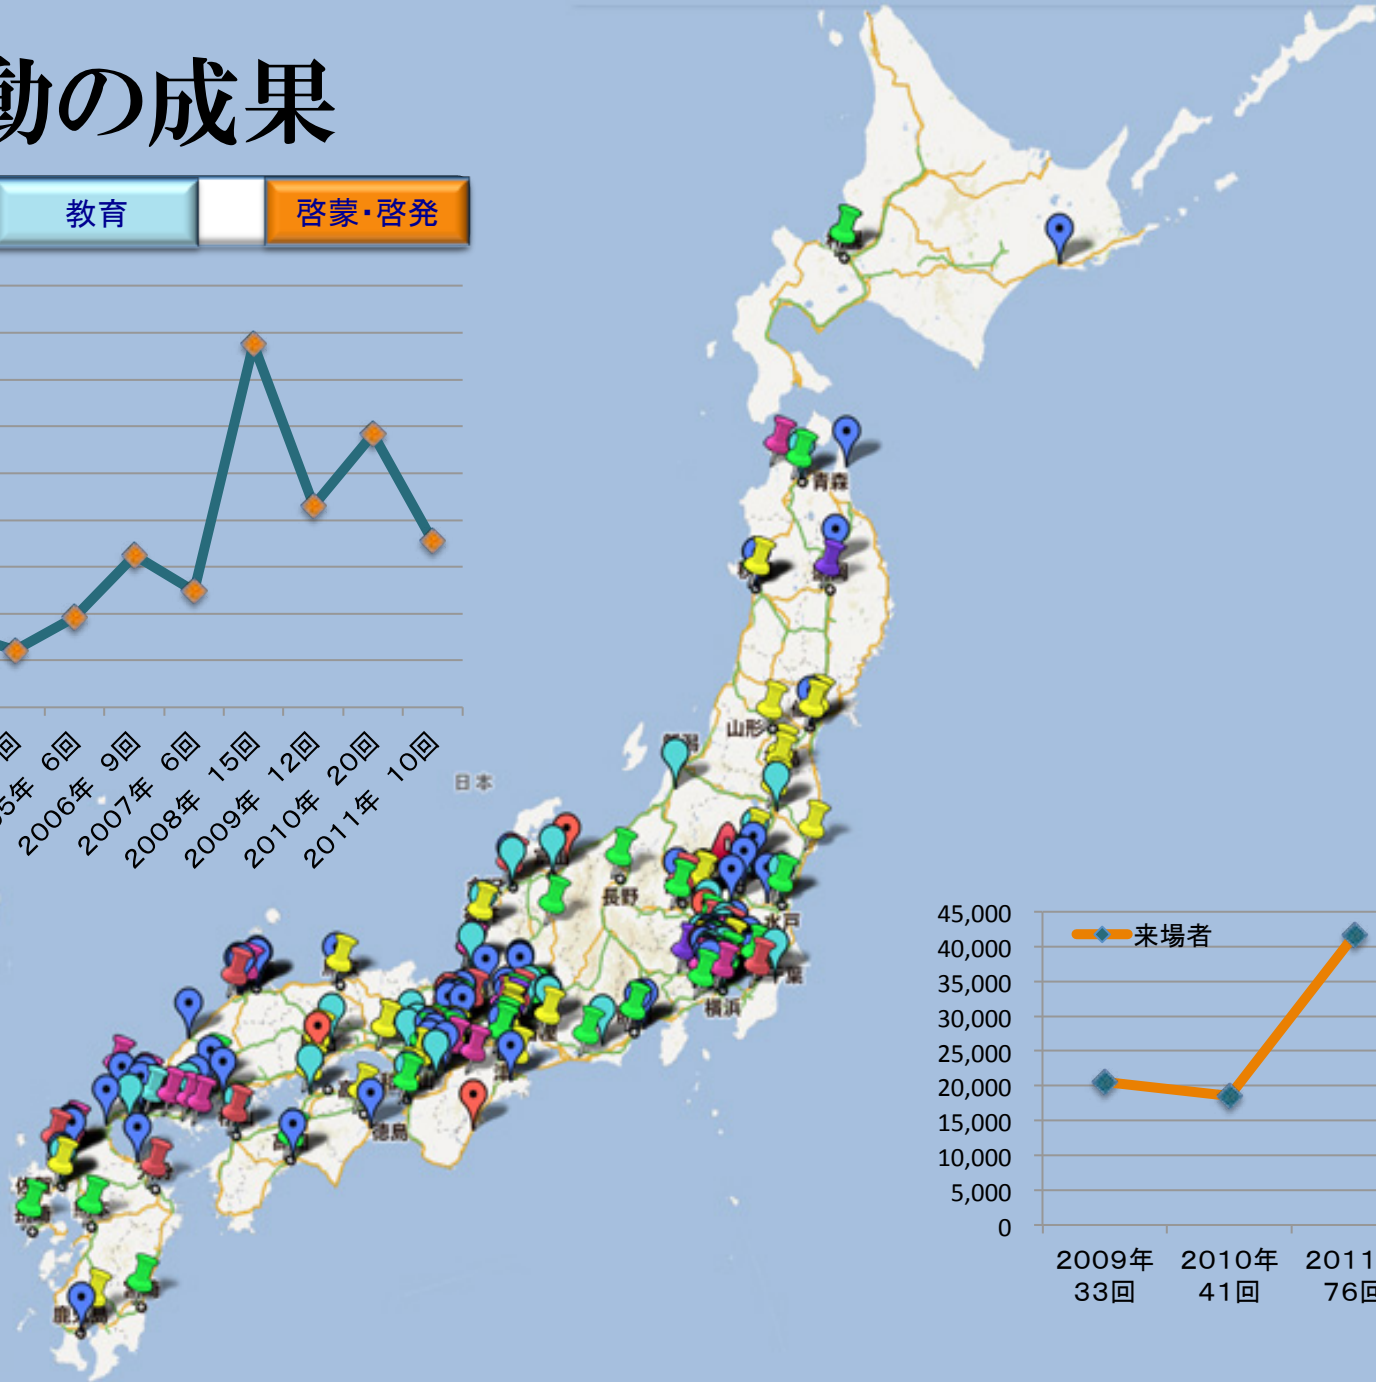 動の成果
教育
啓蒙・啓発
回
05年 6回
2006年 9回
2007年 6回
2008年 15回
2009年 12回
2010年 20回
2011年 10回
日本
青森
山形
長野
水戸
千葉
横浜
徳島
45,000
40,000
35,000
30,000
25,000
20,000
15,000
10,000
5,000
0
来場者
2009年 2010年 2011
33回 41回 76回